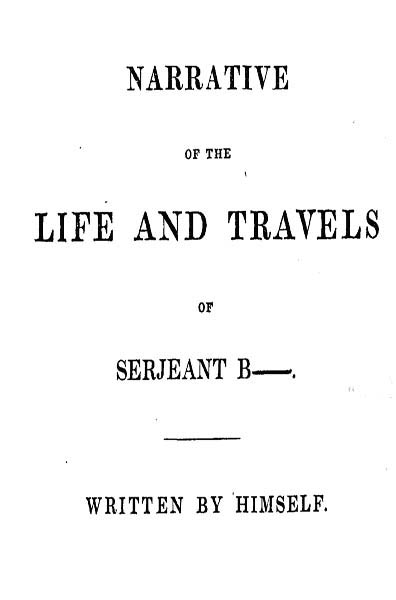 NARRATIVE
OF THE
LIFE AND TRAVELS
OF
SERJEANT B——.
WRITTEN BY HIMSELF.